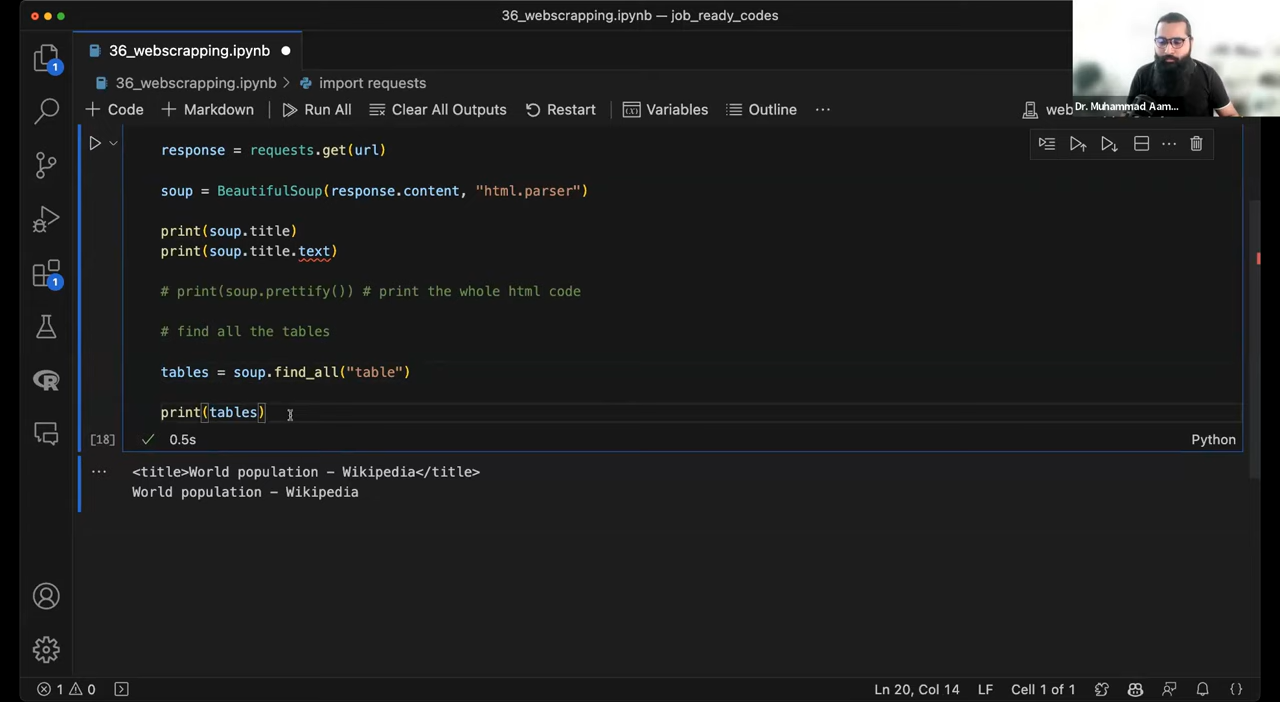 36_webscrapping.ipynb — job_ready_codes
36_webscrapping.ipynb
36_webscrapping.ipynb > import requests
+ Code + Markdown Run All Clear All Outputs Restart Variables Outline ...
Dr. Muhammad Aam...
response = requests.get(url)
soup = BeautifulSoup(response.content, "html.parser")
print(soup.title)
print(soup.title.text)
# print(soup.prettify()) # print the whole html code
# find all the tables
tables = soup.find_all("table")
print(tables)
[18] 0.5s Python
<title>World population - Wikipedia</title>
World population - Wikipedia
1
1
R
1 0 Ln 20, Col 14 LF Cell 1 of 1